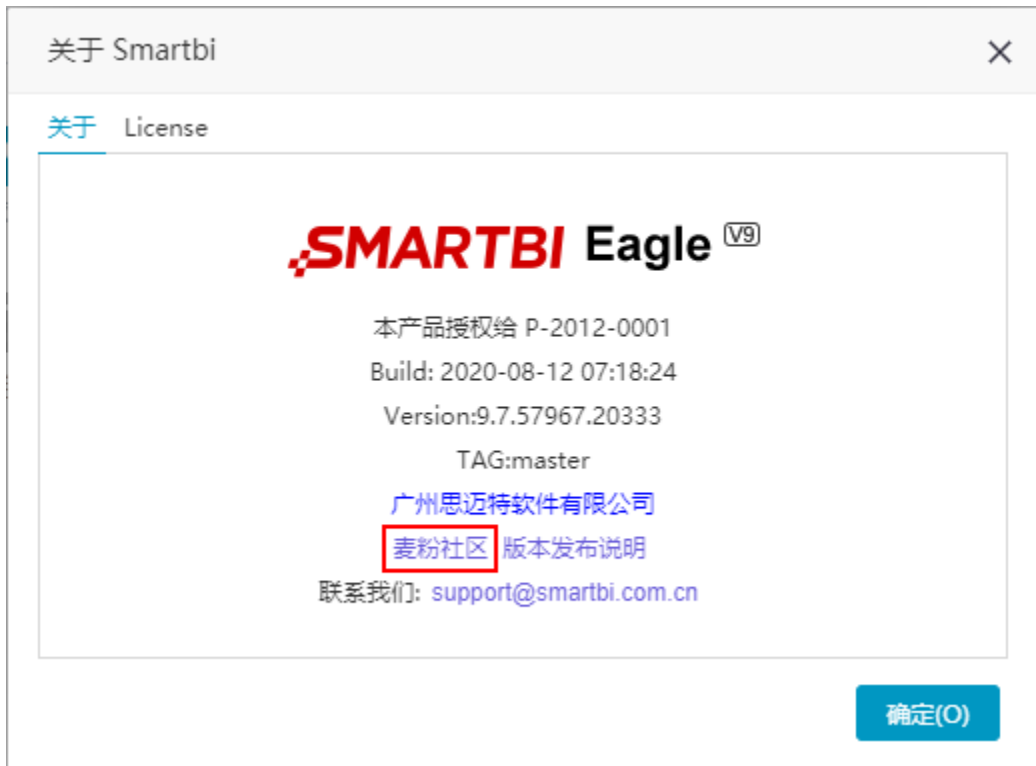 关于 Smartbi
关于 License
SMARTBI Eagle V9
本产品授权给 P-2012-0001
Build: 2020-08-12 07:18:24
Version:9.7.57967.20333
TAG:master
广州思迈特软件有限公司
麦粉社区 版本发布说明
联系我们: support@smartbi.com.cn
确定(O)